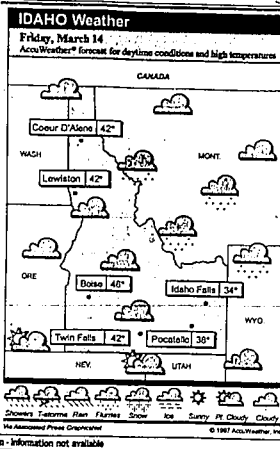 IDAHO Weather
Friday, March 14
AccuWeather® forecast for daytime conditions and high temperatures
CANADA
Coeur D'Alene 42°
WASH
MONT.
Lewiston 42°
ORE
Boise 46°
Idaho Falls 34°
WYO.
Twin Falls 42°
Pocatello 38°
NEV.
UTAH
Showers T-storms Rain Flurries Snow Ice Sunny Pt. Cloudy Cloudy
Via Associated Press GraphicsNet
© 1997 AccuWeather, Inc.
n - information not available